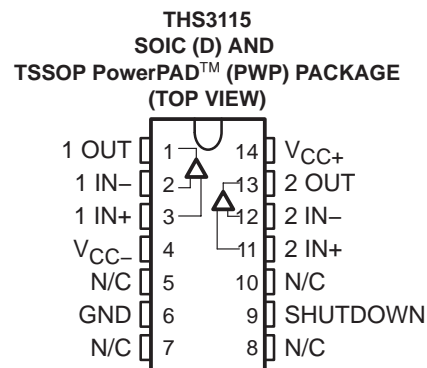 THS3115
SOIC (D) AND
TSSOP PowerPAD™ (PWP) PACKAGE
(TOP VIEW)
1 OUT 1 14 VCC+
1 IN− 2 13 2 OUT
1 IN+ 3 12 2 IN−
VCC− 4 11 2 IN+
N/C 5 10 N/C
GND 6 9 SHUTDOWN
N/C 7 8 N/C